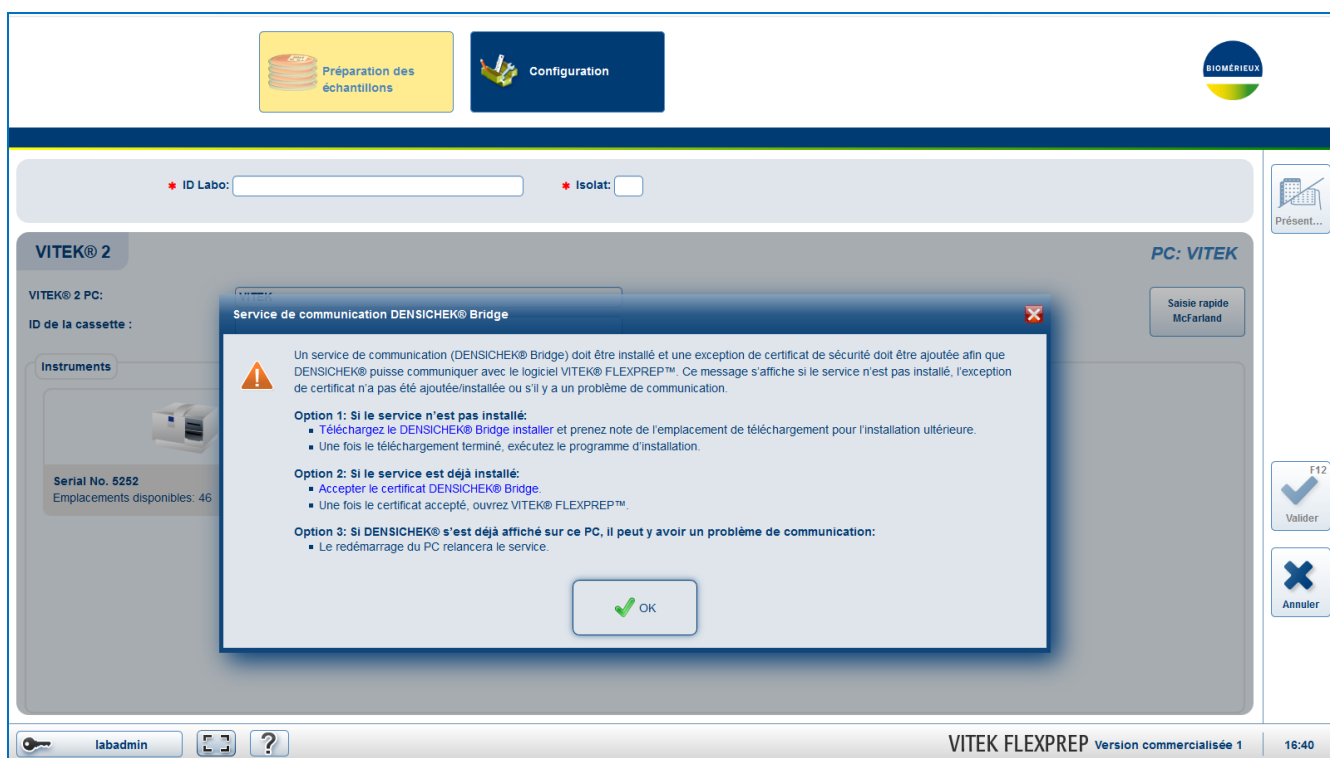 Préparation des
échantillons
Configuration
BIOMÉRIEUX
* ID Labo:
* Isolat:
Présent...
VITEK® 2
PC: VITEK
VITEK® 2 PC:
VITEK
Saisie rapide
McFarland
ID de la cassette :
Service de communication DENSICHEK® Bridge
Instruments
Un service de communication (DENSICHEK® Bridge) doit être installé et une exception de certificat de sécurité doit être ajoutée afin que
DENSICHEK® puisse communiquer avec le logiciel VITEK® FLEXPREP™. Ce message s'affiche si le service n'est pas installé, l'exception
de certificat n'a pas été ajoutée/installée ou s'il y a un problème de communication.
Option 1: Si le service n'est pas installé:
▪ Téléchargez le DENSICHEK® Bridge installer et prenez note de l'emplacement de téléchargement pour l'installation ultérieure.
▪ Une fois le téléchargement terminé, exécutez le programme d'installation.
Option 2: Si le service est déjà installé:
▪ Accepter le certificat DENSICHEK® Bridge.
▪ Une fois le certificat accepté, ouvrez VITEK® FLEXPREP™.
Option 3: Si DENSICHEK® s'est déjà affiché sur ce PC, il peut y avoir un problème de communication:
▪ Le redémarrage du PC relancera le service.
OK
Serial No. 5252
Emplacements disponibles: 46
F12
Valider
Annuler
labadmin
?
VITEK FLEXPREP Version commercialisée 1
16:40